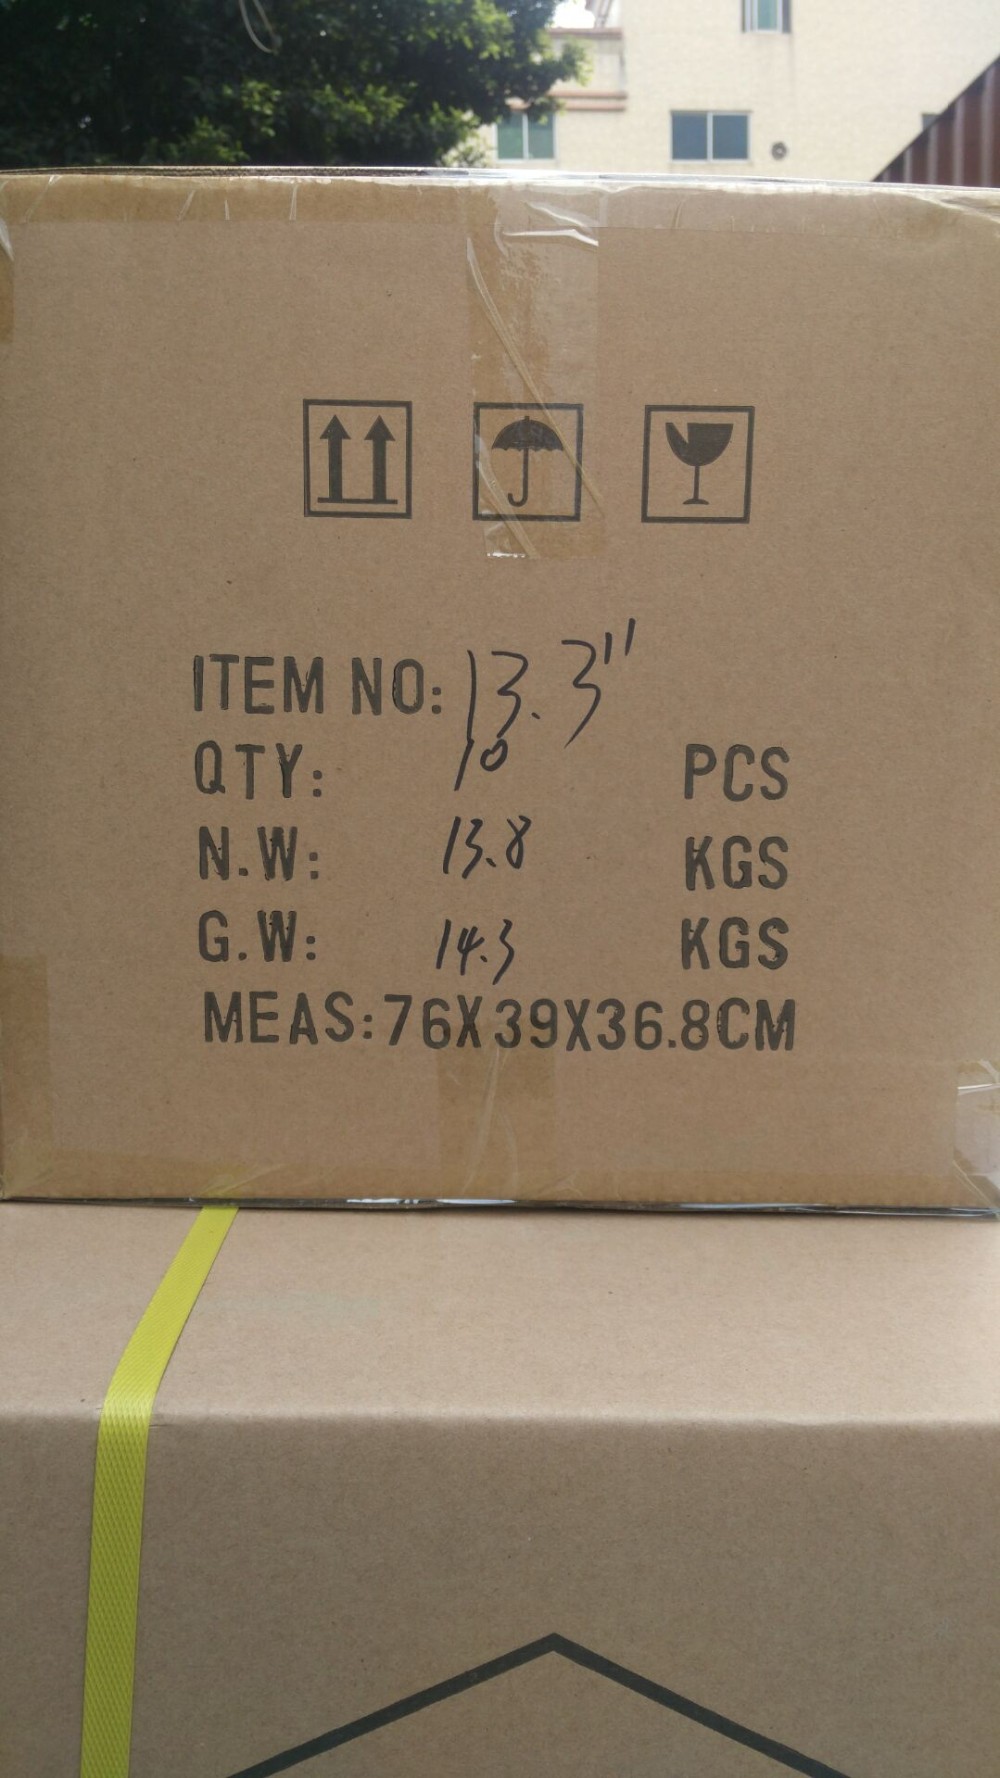 ITEM NO: 13.3"
QTY: 10 PCS
N.W: 13.8 KGS
G.W: 14.3 KGS
MEAS:76X39X36.8CM